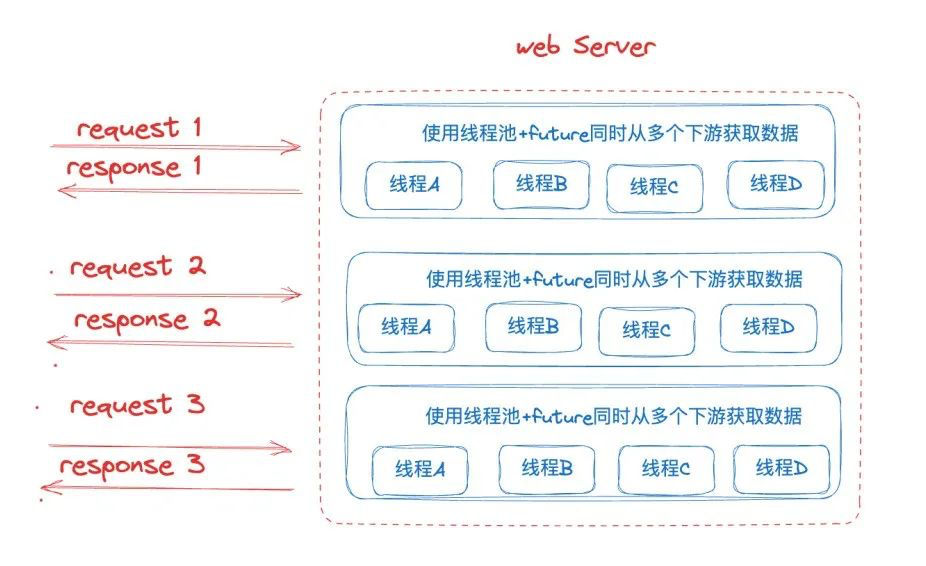 web Server
request 1
response 1
使用线程池+future同时从多个下游获取数据
线程A 线程B 线程C 线程D
request 2
response 2
使用线程池+future同时从多个下游获取数据
线程A 线程B 线程C 线程D
request 3
response 3
使用线程池+future同时从多个下游获取数据
线程A 线程B 线程C 线程D